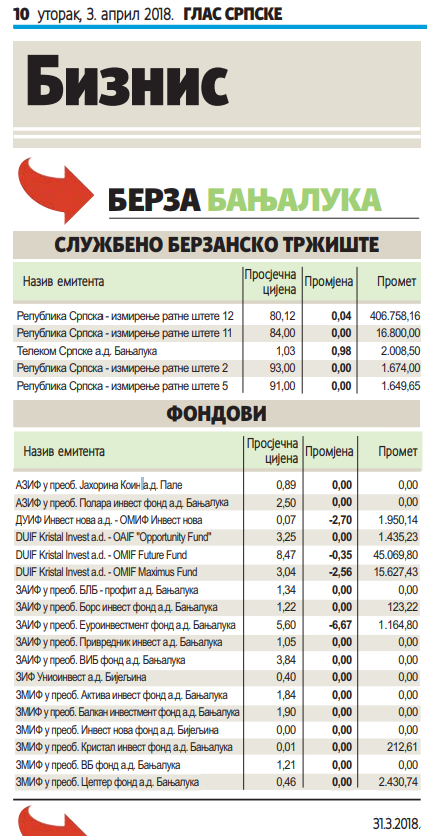 10 уторак, 3. април 2018. ГЛАС СРПСКЕ
Бизнис
БЕРЗА БАЊАЛУКА
СЛУЖБЕНО БЕРЗАНСКО ТРЖИШТЕ
Назив емитента Просјечна цијена Промјена Промет
Република Српска - измирење ратне штете 12 80,12 0,04 406.758,16
Република Српска - измирење ратне штете 11 84,00 0,00 16.800,00
Телеком Српске а.д. Бањалука 1,03 0,98 2.008,50
Република Српска - измирење ратне штете 2 93,00 0,00 1.674,00
Република Српска - измирење ратне штете 5 91,00 0,00 1.649,65
ФОНДОВИ
Назив емитента Просјечна цијена Промјена Промет
АЗИФ у преоб. Јахорина Коин а.д. Пале 0,89 0,00 0,00
АЗИФ у преоб. Полара инвест фонд а.д. Бањалука 2,50 0,00 0,00
ДУИФ Инвест нова а.д. - ОМИФ Инвест нова 0,07 -2,70 1.950,14
DUIF Kristal Invest a.d. - OAIF "Opportunity Fund" 3,25 0,00 1.435,23
DUIF Kristal Invest a.d. - OMIF Future Fund 8,47 -0,35 45.069,80
DUIF Kristal Invest a.d. - OMIF Maximus Fund 3,04 -2,56 15.627,43
ЗАИФ у преоб. БЛБ - профит а.д. Бањалука 1,34 0,00 0,00
ЗАИФ у преоб. Борс инвест фонд а.д. Бањалука 1,22 0,00 123,22
ЗАИФ у преоб. Евроинвестмент фонд а.д. Бањалука 5,60 -6,67 1.164,80
ЗАИФ у преоб. Привредник инвест а.д. Бањалука 1,05 0,00 0,00
ЗАИФ у преоб. ВИБ фонд а.д. Бањалука 3,84 0,00 0,00
ЗИФ Униоинвест а.д. Бијељина 0,40 0,00 0,00
ЗМИФ у преоб. Актива инвест фонд а.д. Бањалука 1,84 0,00 0,00
ЗМИФ у преоб. Балкан инвестмент фонд а.д. Бањалука 1,90 0,00 0,00
ЗМИФ у преоб. Инвест нова фонд а.д. Бијељина 0,00 0,00 0,00
ЗМИФ у преоб. Кристал инвест фонд а.д. Бањалука 0,01 0,00 212,61
ЗМИФ у преоб. ВБ фонд а.д. Бањалука 1,21 0,00 0,00
ЗМИФ у преоб. Цептер фонд а.д. Бањалука 0,46 0,00 2.430,74
31.3.2018.